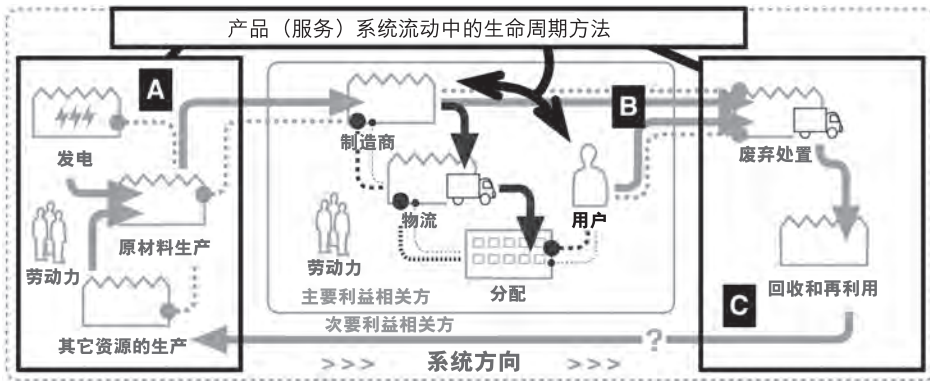 产品（服务）系统流动中的生命周期方法
A
发电
劳动力
原材料生产
其它资源的生产
制造商
物流
劳动力
分配
用户
主要利益相关方
次要利益相关方
B
废弃处置
回收和再利用
C
?
>>> 系统方向 >>>